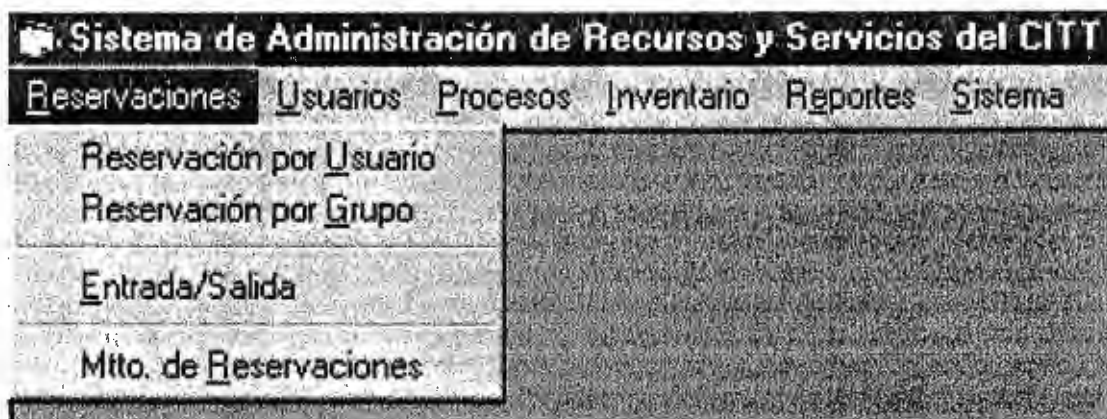 Sistema de Administración de Recursos y Servicios del CITT
Reservaciones Usuarios Procesos Inventario Reportes Sistema
Reservación por Usuario
Reservación por Grupo
Entrada/Salida
Mtto. de Reservaciones